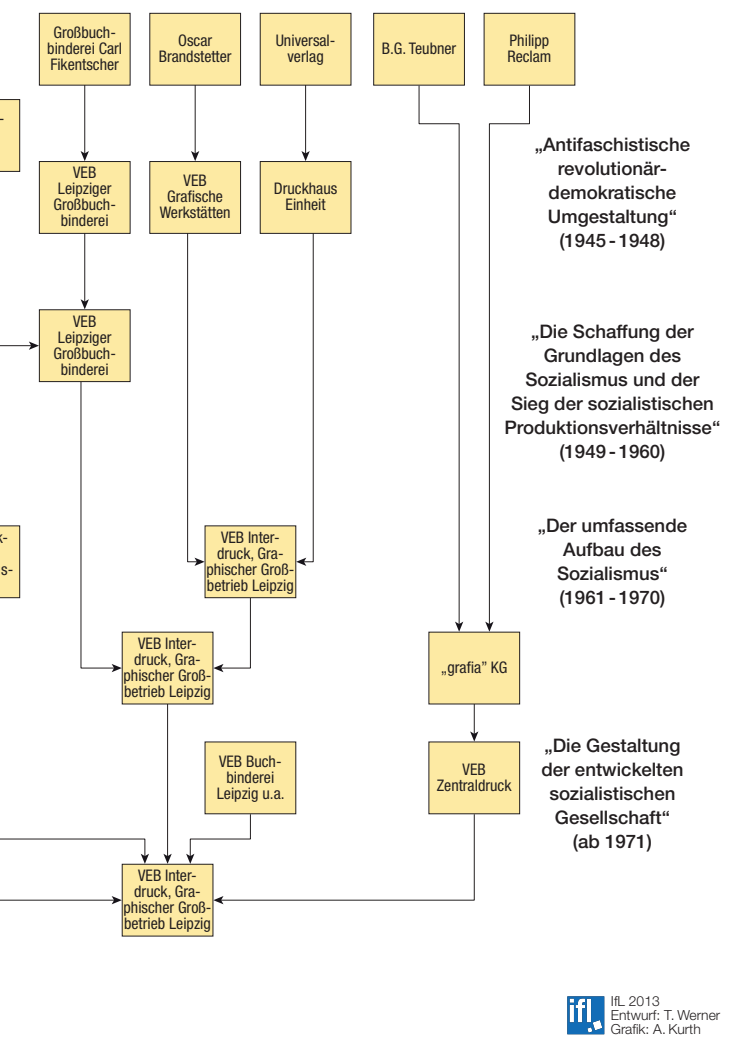 Großbuch-
binderei Carl
Fikentscher
Oscar
Brandstetter
Universal-
verlag
B.G. Teubner
Philipp
Reclam
-
VEB
Leipziger
Großbuch-
binderei
VEB
Grafische
Werkstätten
Druckhaus
Einheit
„Antifaschistische
revolutionär-
demokratische
Umgestaltung“
(1945 - 1948)
VEB
Leipziger
Großbuch-
binderei
„Die Schaffung der
Grundlagen des
Sozialismus und der
Sieg der sozialistischen
Produktionsverhältnisse“
(1949 - 1960)
k-
s-
VEB Inter-
druck, Gra-
phischer Groß-
betrieb Leipzig
„Der umfassende
Aufbau des
Sozialismus“
(1961 - 1970)
VEB Inter-
druck, Gra-
phischer Groß-
betrieb Leipzig
„grafia” KG
VEB Buch-
binderei
Leipzig u.a.
VEB
Zentraldruck
„Die Gestaltung
der entwickelten
sozialistischen
Gesellschaft“
(ab 1971)
VEB Inter-
druck, Gra-
phischer Groß-
betrieb Leipzig
ifl
IfL 2013
Entwurf: T. Werner
Grafik: A. Kurth